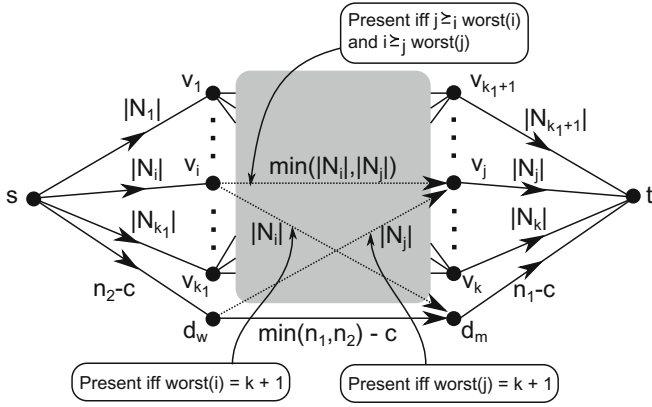 Present iff j ≽i worst(i)
and i ≽j worst(j)
v1
vk1+1
|N1|
|Nk1+1|
vi
min(|Ni|,|Nj|)
vj
|Ni|
|Nj|
s
t
|Nk1|
|Ni|
|Nj|
|Nk|
vk1
vk
n2-c
n1-c
dw
min(n1,n2) - c
dm
Present iff worst(i) = k + 1
Present iff worst(j) = k + 1